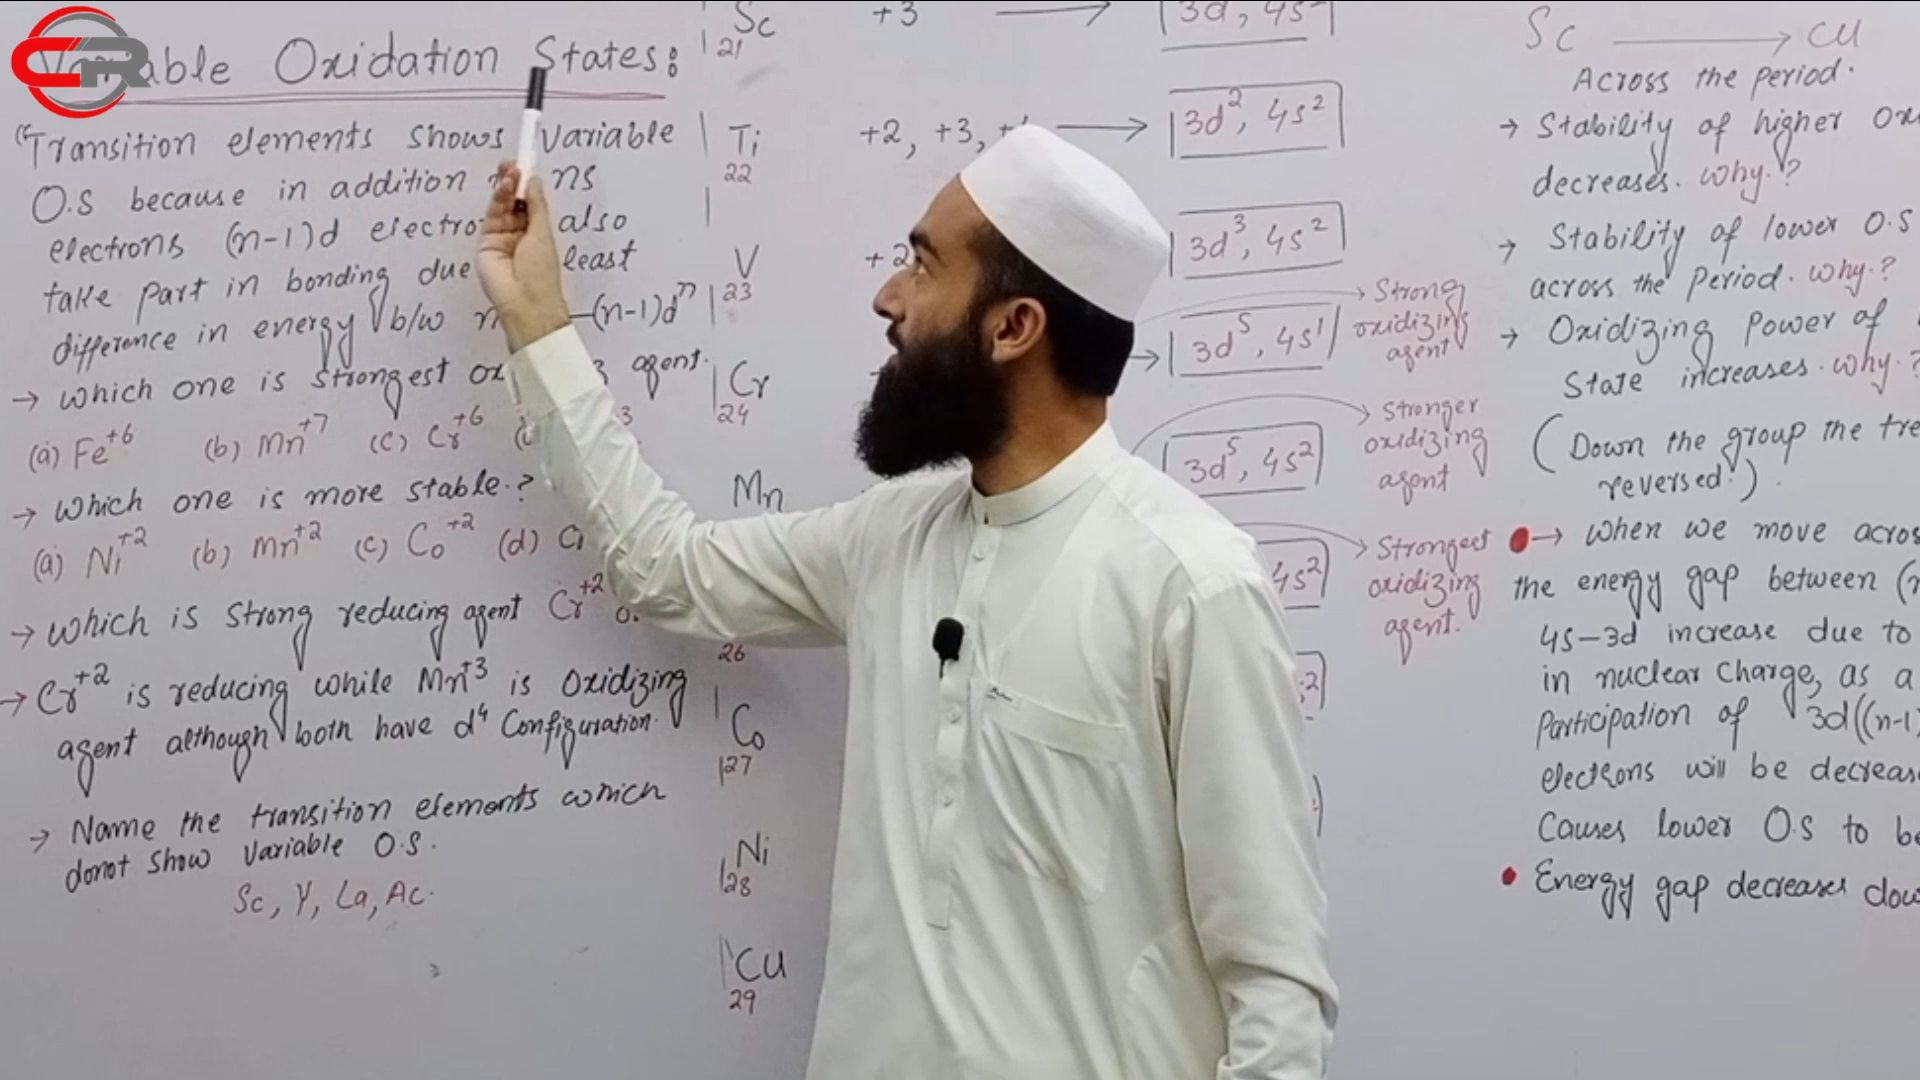 CR
Variable Oxidation States:
"Transition elements shows variable
O.S because in addition ns
electrons (n-1)d also
take part in bonding due least
difference in energy b/w (n-1)d"
→ which one is strongest agent.
(a) Fe+6 (b) Mn+7 (c) Cr+6
→ which one is more stable.?
(a) Ni+2 (b) Mn+2 (c) Co+2 (d)
→ which is strong reducing agent Cr+2
→ Cr+2 is reducing while Mn+3 is oxidizing
agent although both have d4 configuration.
→ Name the transition elements which
donot show variable O.S.
Sc, Y, La, Ac.
Sc +3 → 3d, 4s2
21
Ti +2, +3, → 3d2, 4s2
22
V +2 3d3, 4s2
23
Cr → 3d5, 4s1
24
Mn 3d5, 4s2
4s2
26
Co
27
Ni
28
Cu
29
Strong
oxidizing
agent
Stronger
oxidizing
agent
Strongest
oxidizing
agent.
Sc → Cu
Across the period.
→ Stability of higher
decreases. why.?
→ Stability of lower O.S
across the period. why.?
→ Oxidizing power of
State increases. why.?
(Down the group the
reversed.).
→ when we move
the energy gap between
4s-3d increase due to
in nuclear charge, as a
participation of 3d((n-1)
electrons will be
causes lower O.S to
Energy gap decreases